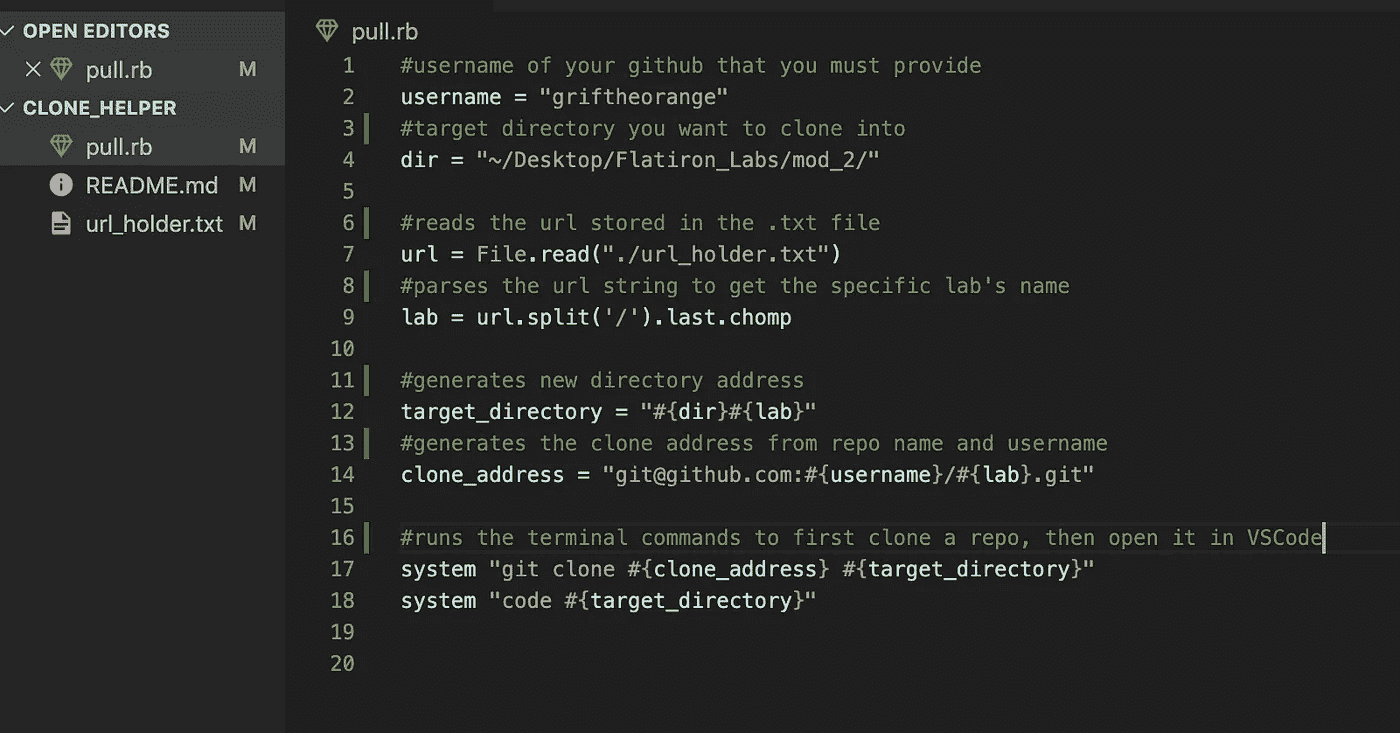 OPEN EDITORS
pull.rb M
CLONE_HELPER
pull.rb M
README.md M
url_holder.txt M
pull.rb
1 #username of your github that you must provide
2 username = "griftheorange"
3 #target directory you want to clone into
4 dir = "~/Desktop/Flatiron_Labs/mod_2/"
5
6 #reads the url stored in the .txt file
7 url = File.read("./url_holder.txt")
8 #parses the url string to get the specific lab's name
9 lab = url.split('/').last.chomp
10
11 #generates new directory address
12 target_directory = "#{dir}#{lab}"
13 #generates the clone address from repo name and username
14 clone_address = "git@github.com:#{username}/#{lab}.git"
15
16 #runs the terminal commands to first clone a repo, then open it in VSCode
17 system "git clone #{clone_address} #{target_directory}"
18 system "code #{target_directory}"
19
20